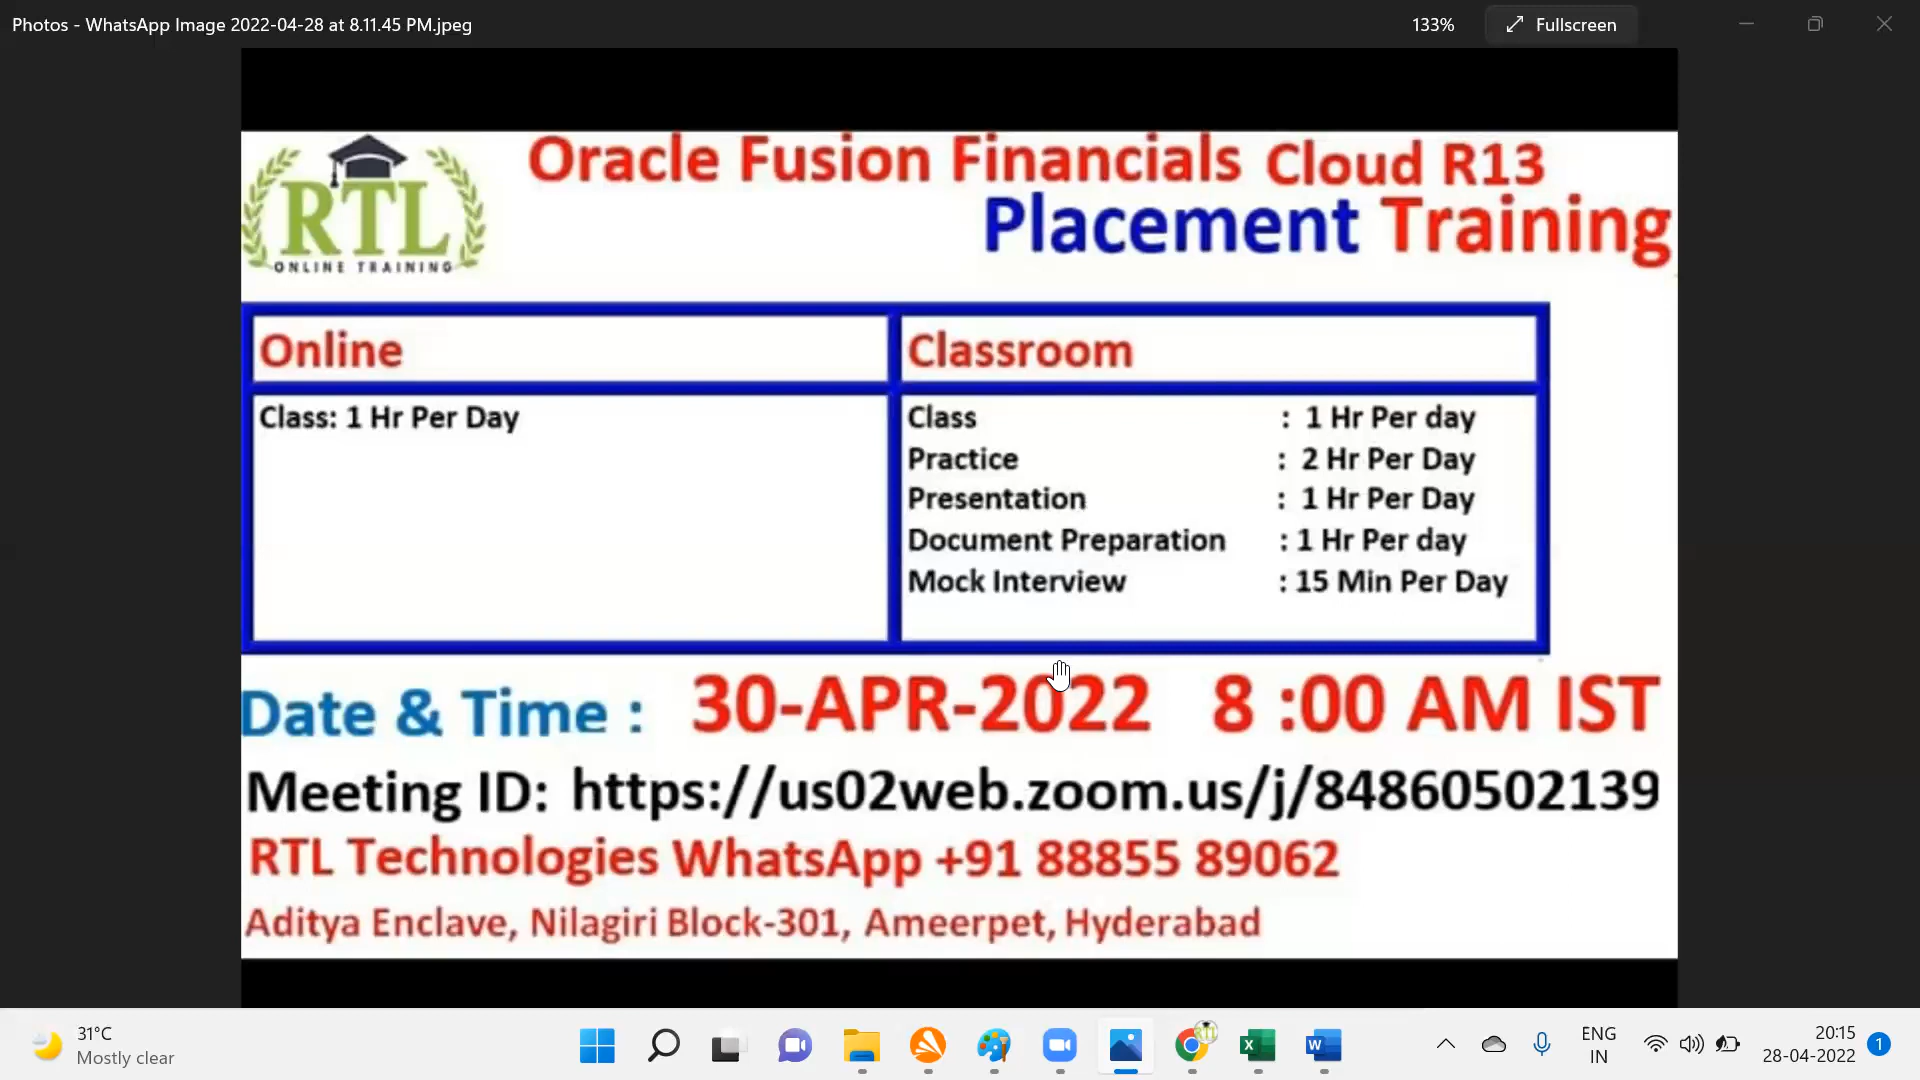 Photos - WhatsApp Image 2022-04-28 at 8.11.45 PM.jpeg
133%
Fullscreen
RTL
ONLINE TRAINING
Oracle Fusion Financials Cloud R13
Placement Training
Online
Classroom
Class: 1 Hr Per Day
Class : 1 Hr Per day
Practice : 2 Hr Per Day
Presentation : 1 Hr Per Day
Document Preparation : 1 Hr Per day
Mock Interview : 15 Min Per Day
Date & Time : 30-APR-2022 8 :00 AM IST
Meeting ID: https://us02web.zoom.us/j/84860502139
RTL Technologies WhatsApp +91 88855 89062
Aditya Enclave, Nilagiri Block-301, Ameerpet, Hyderabad
31°C
Mostly clear
RTL
X
W
ENG
IN
20:15
28-04-2022
1